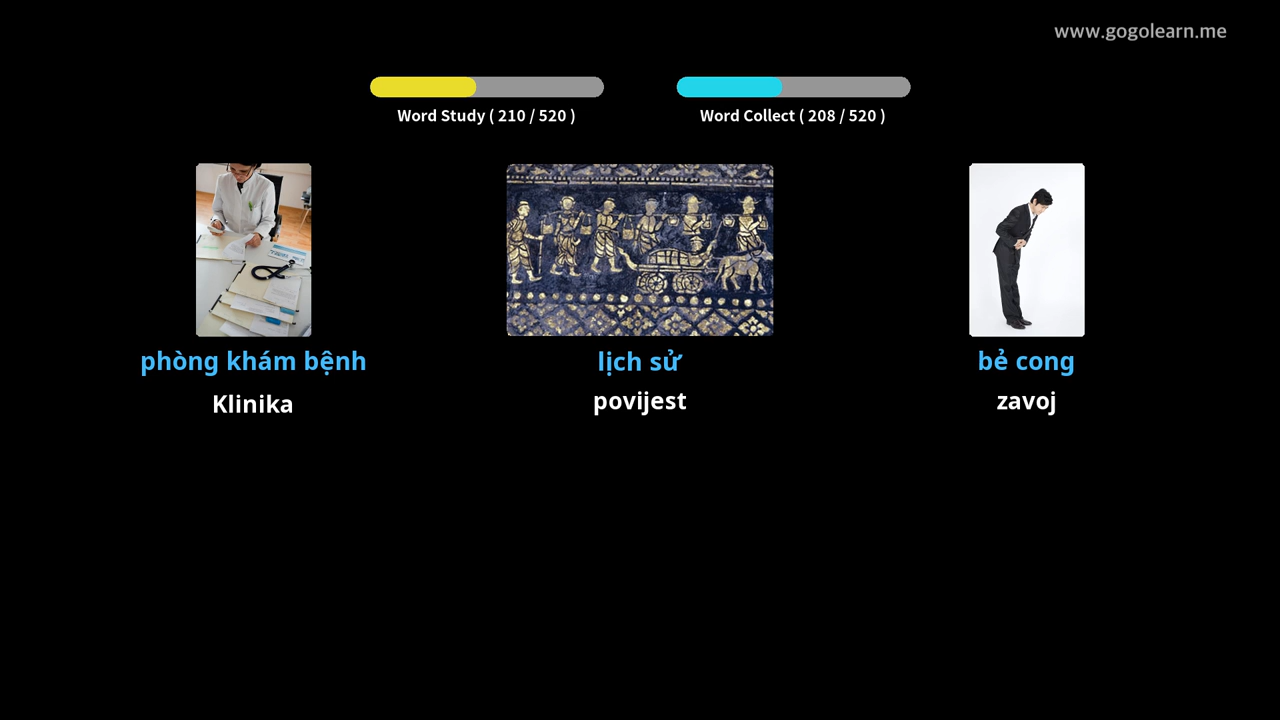 www.gogolearn.me
Word Study ( 210 / 520 )
Word Collect ( 208 / 520 )
phòng khám bệnh
lịch sử
bẻ cong
Klinika
povijest
zavoj